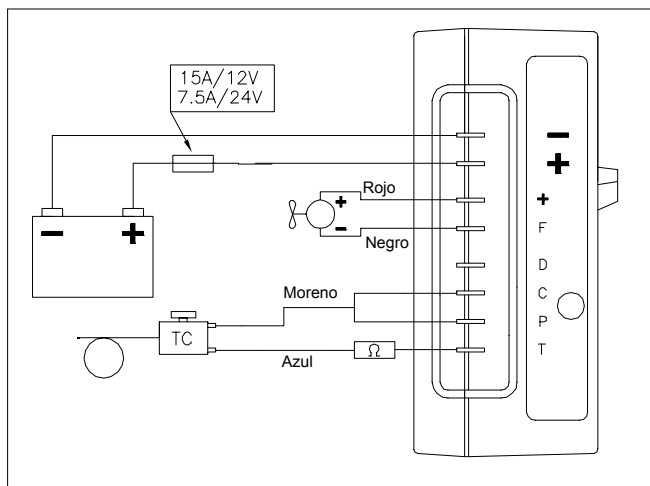 15A/12V
7.5A/24V
Rojo
+
-
Negro
- +
Moreno
TC
Azul
Ω
-
+
+
F
D
C
P
T